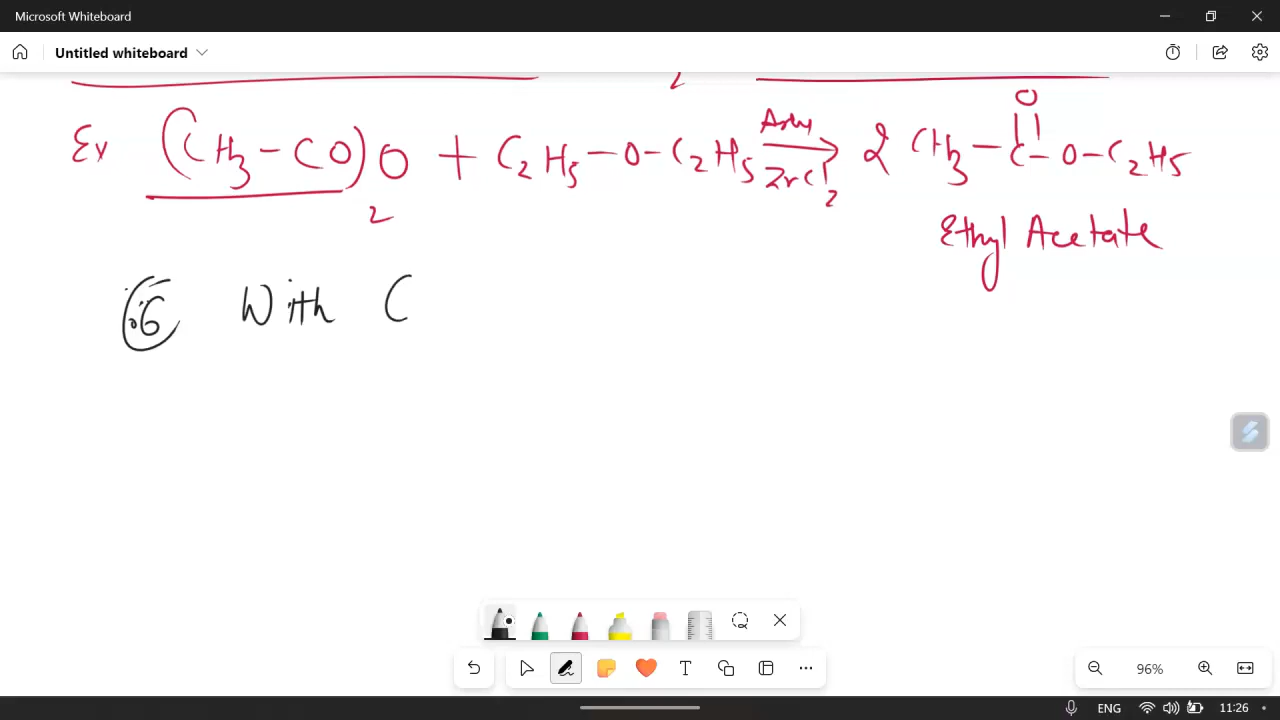 Microsoft Whiteboard
Untitled whiteboard
2
O
Ex (CH3-CO)2O + C2H5-O-C2H5 Anhy ZnCl2 → 2 CH3-C-O-C2H5
Ethyl Acetate
6 With C
96%
ENG 11:26